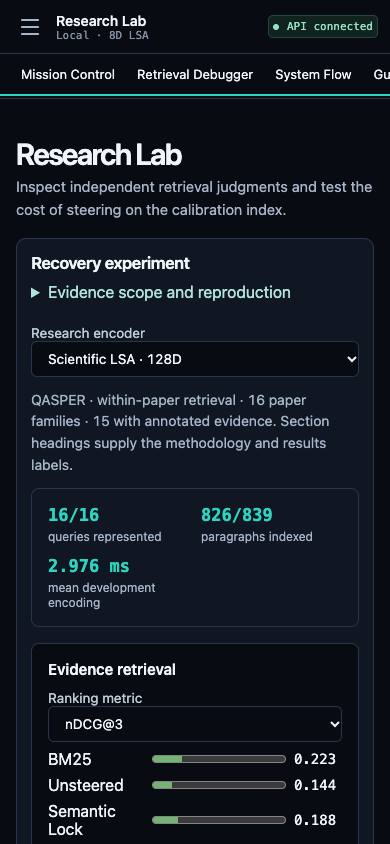 Research Lab
Local · 8D LSA
API connected
Mission Control Retrieval Debugger System Flow Gu
Research Lab
Inspect independent retrieval judgments and test the
cost of steering on the calibration index.
Recovery experiment
Evidence scope and reproduction
Research encoder
Scientific LSA · 128D
QASPER · within-paper retrieval · 16 paper
families · 15 with annotated evidence. Section
headings supply the methodology and results
labels.
16/16 826/839
queries represented paragraphs indexed
2.976 ms
mean development
encoding
Evidence retrieval
Ranking metric
nDCG@3
BM25 0.223
Unsteered 0.144
Semantic
Lock 0.188